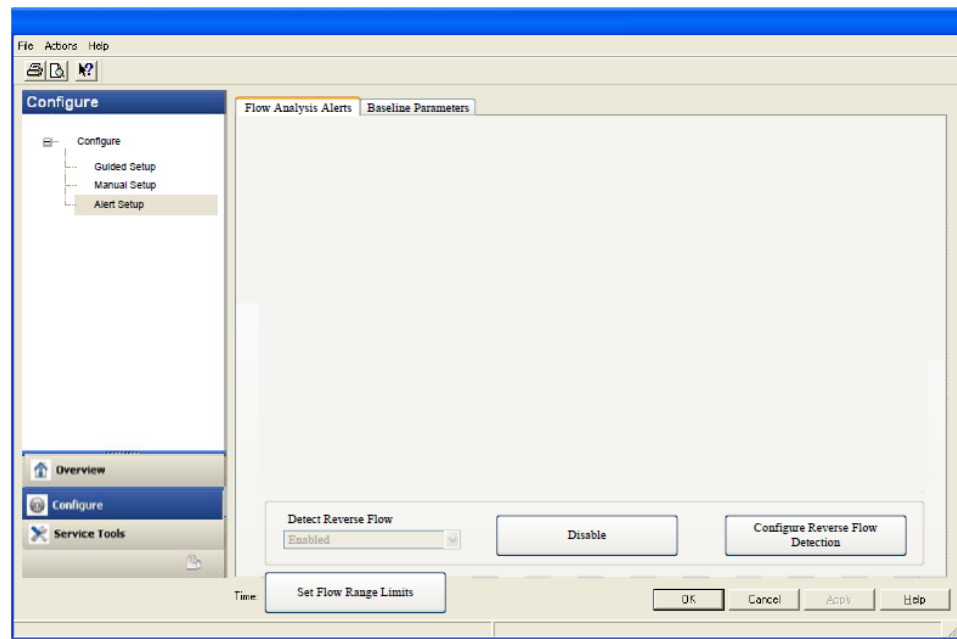 File Actions Help
Configure
Flow Analysis Alerts Baseline Parameters
Configure
Guided Setup
Manual Setup
Alert Setup
Overview
Configure
Service Tools
Detect Reverse Flow
Enabled
Disable
Configure Reverse Flow
Detection
Time:
Set Flow Range Limits
OK Cancel Apply Help